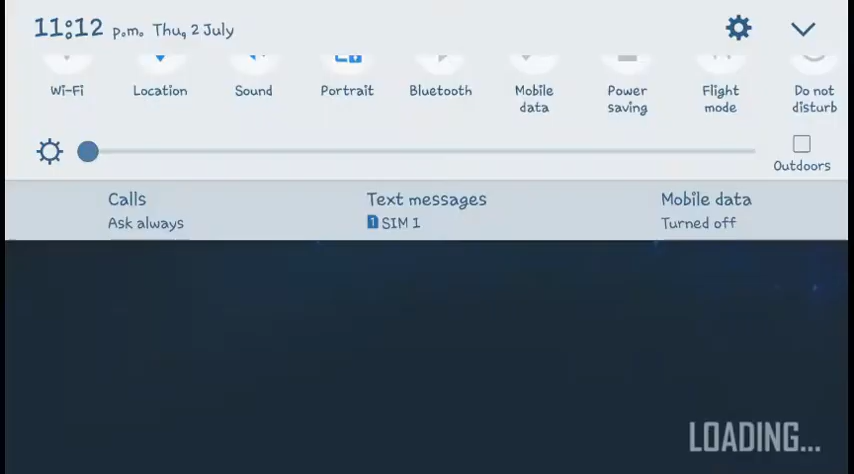 11:12 p.m. Thu, 2 July
Wi-Fi Location Sound Portrait Bluetooth Mobile data Power saving Flight mode Do not disturb
Outdoors
Calls Text messages Mobile data
Ask always 1 SIM 1 Turned off
LOADING...